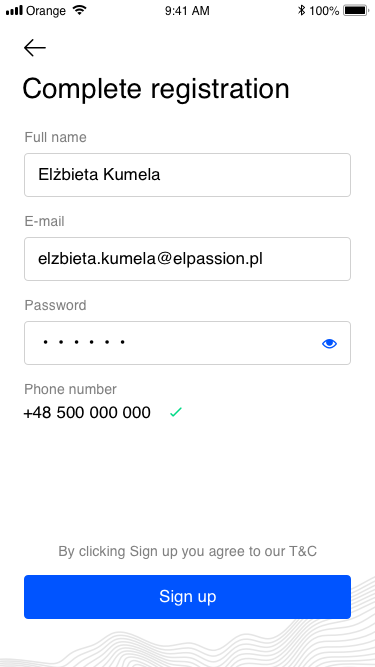 Orange 9:41 AM 100%
Complete registration
Full name
Elżbieta Kumela
E-mail
elzbieta.kumela@elpassion.pl
Password
• • • • • •
Phone number
+48 500 000 000
By clicking Sign up you agree to our T&C
Sign up